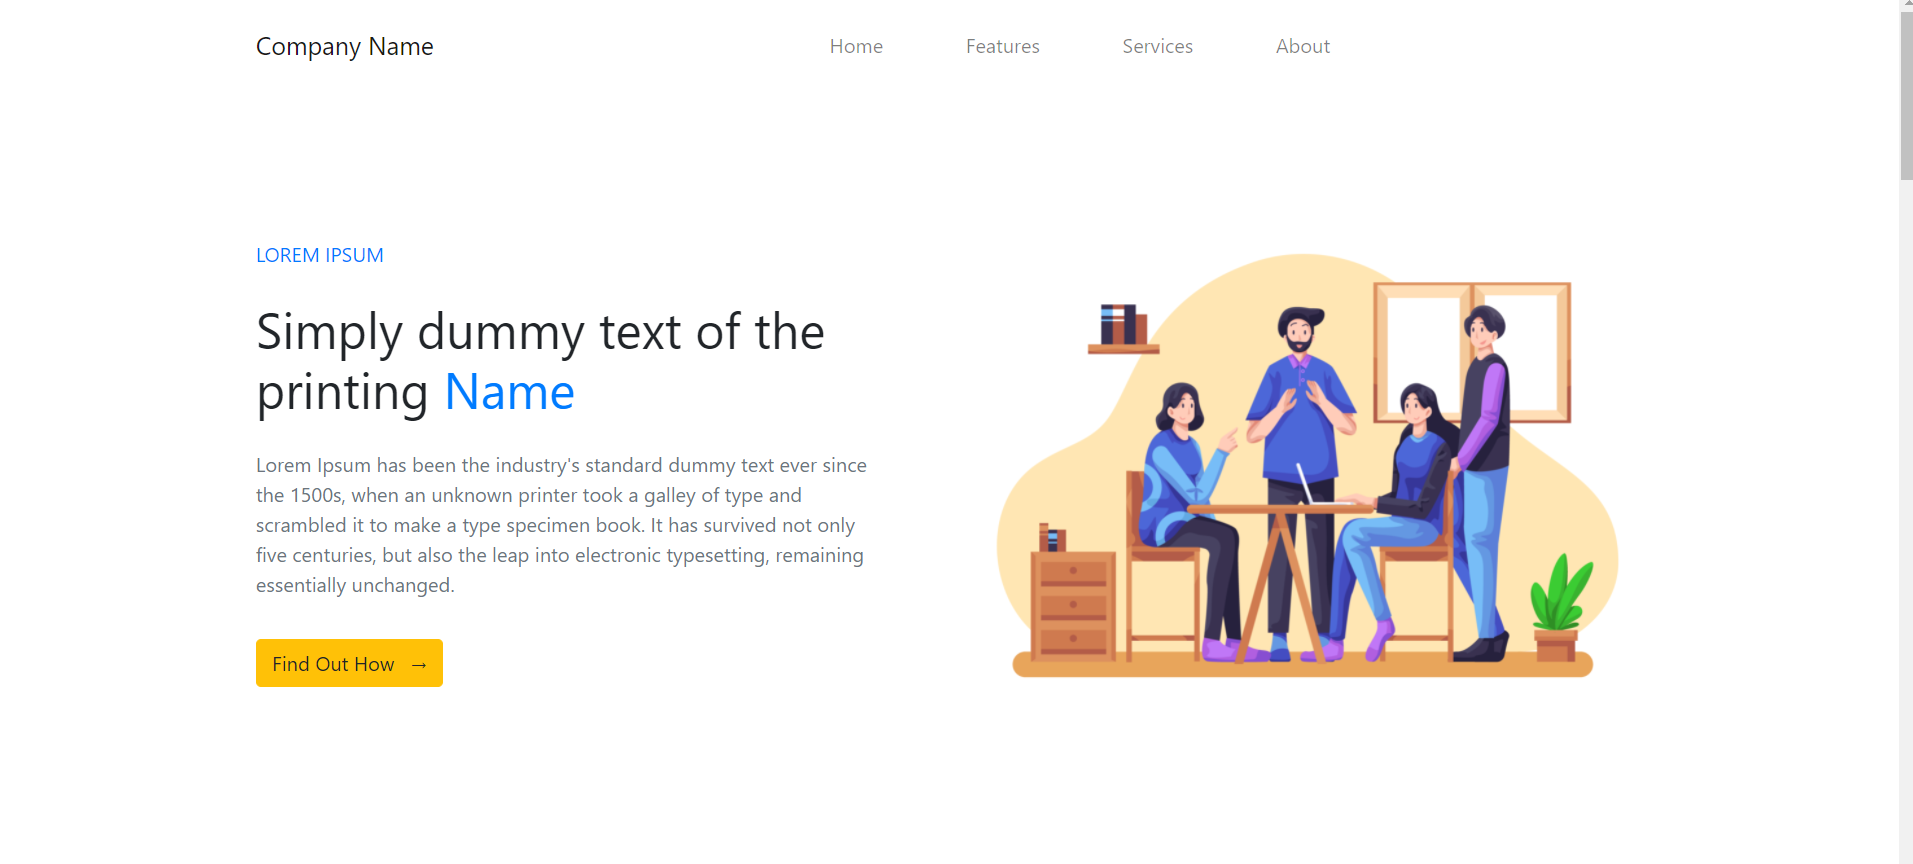 Company Name
Home
Features
Services
About
LOREM IPSUM
Simply dummy text of the
printing Name
Lorem Ipsum has been the industry's standard dummy text ever since
the 1500s, when an unknown printer took a galley of type and
scrambled it to make a type specimen book. It has survived not only
five centuries, but also the leap into electronic typesetting, remaining
essentially unchanged.
Find Out How →